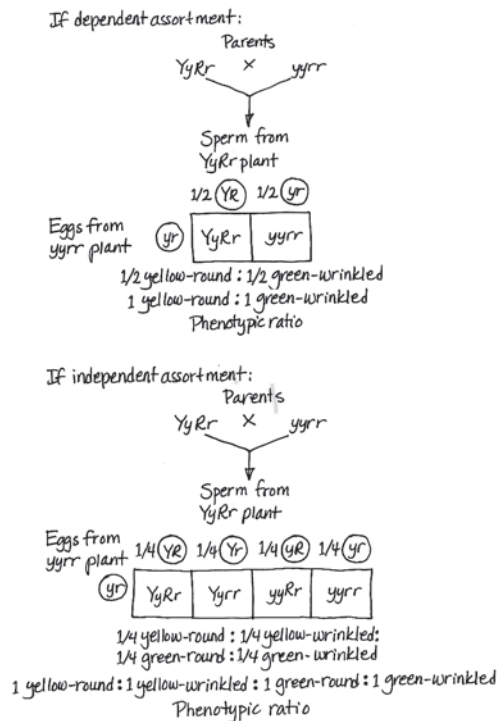 If dependent assortment:
Parents
YyRr × yyrr
Sperm from
YyRr plant
1/2 YR 1/2 yr
Eggs from
yyrr plant
yr YyRr yyrr
1/2 yellow-round : 1/2 green-wrinkled
1 yellow-round : 1 green-wrinkled
Phenotypic ratio
If independent assortment:
Parents
YyRr × yyrr
Sperm from
YyRr plant
Eggs from
yyrr plant
1/4 YR 1/4 Yr 1/4 yR 1/4 yr
yr YyRr Yyrr yyRr yyrr
1/4 yellow-round : 1/4 yellow-wrinkled:
1/4 green-round : 1/4 green-wrinkled
1 yellow-round : 1 yellow-wrinkled : 1 green-round : 1 green-wrinkled
Phenotypic ratio